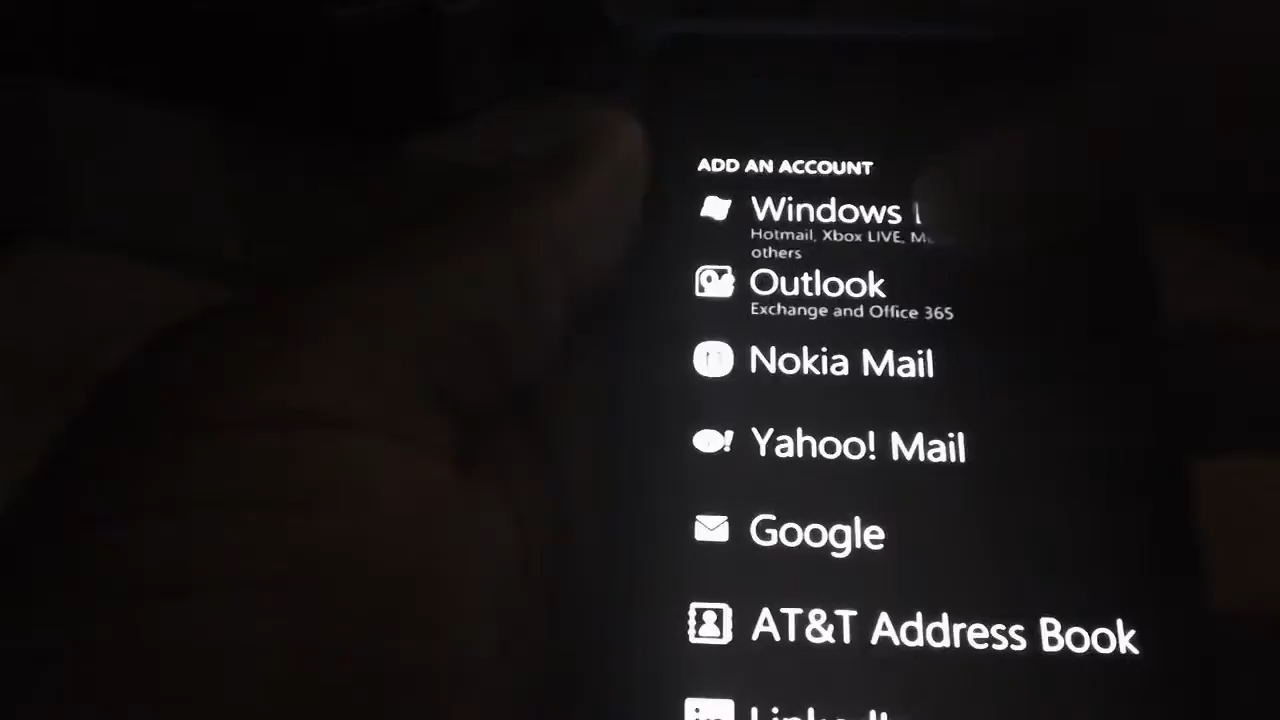 ADD AN ACCOUNT
Windows
Hotmail, Xbox LIVE,
others
Outlook
Exchange and Office 365
Nokia Mail
Yahoo! Mail
Google
AT&T Address Book